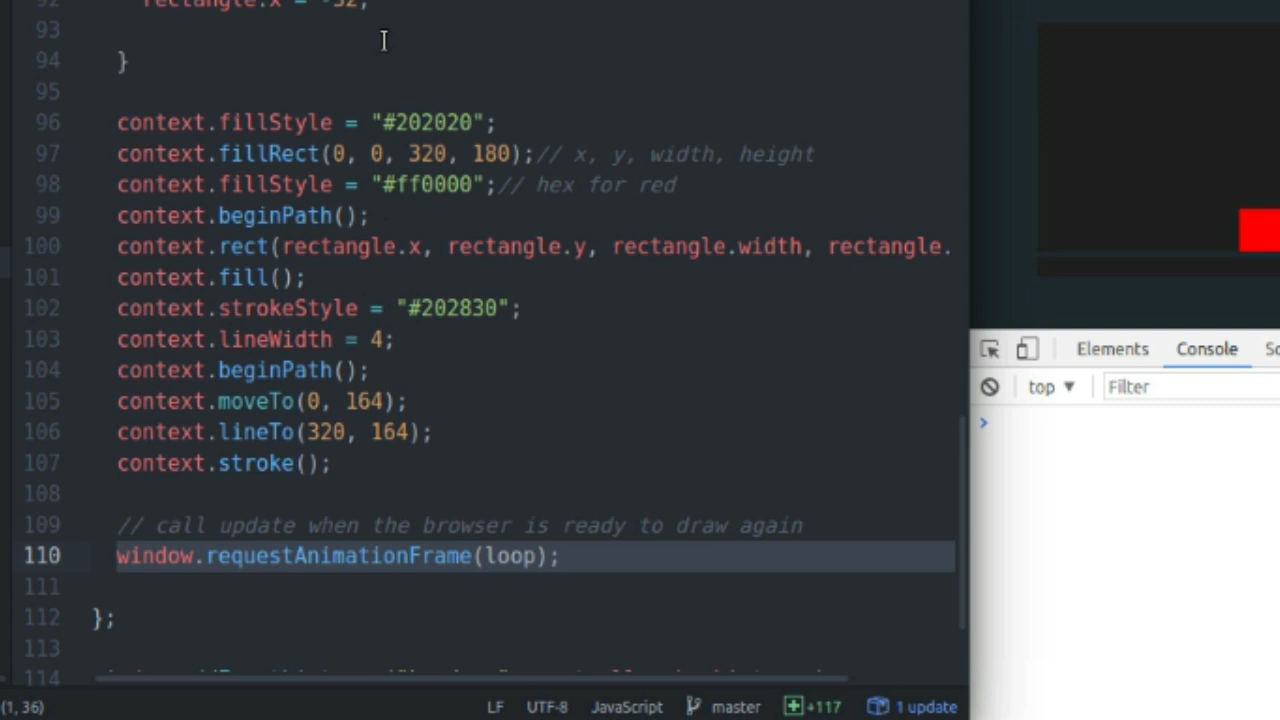 92 rectangle.x = -32;
93
94 }
95
96 context.fillStyle = "#202020";
97 context.fillRect(0, 0, 320, 180);// x, y, width, height
98 context.fillStyle = "#ff0000";// hex for red
99 context.beginPath();
100 context.rect(rectangle.x, rectangle.y, rectangle.width, rectangle.
101 context.fill();
102 context.strokeStyle = "#202830";
103 context.lineWidth = 4;
104 context.beginPath();
105 context.moveTo(0, 164);
106 context.lineTo(320, 164);
107 context.stroke();
108
109 // call update when the browser is ready to draw again
110 window.requestAnimationFrame(loop);
111
112 };
113
114
(1, 36) LF UTF-8 JavaScript master +117 1 update
Elements Console So
top Filter